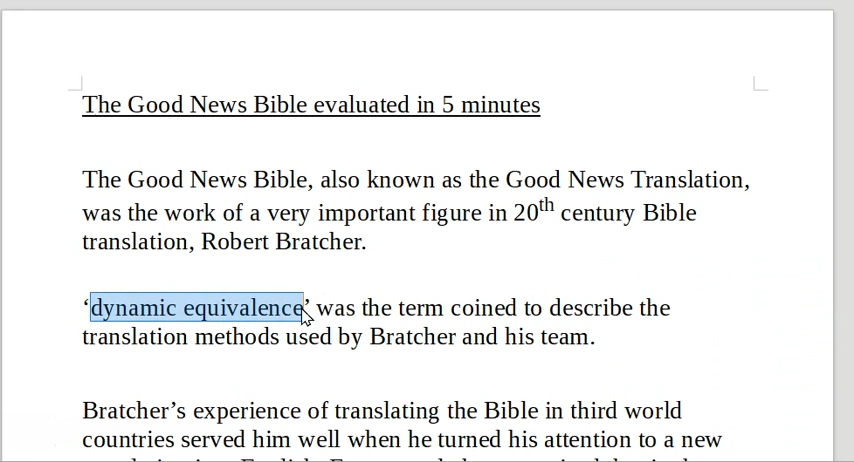 The Good News Bible evaluated in 5 minutes
The Good News Bible, also known as the Good News Translation,
was the work of a very important figure in 20th century Bible
translation, Robert Bratcher.
‘dynamic equivalence’ was the term coined to describe the
translation methods used by Bratcher and his team.
Bratcher’s experience of translating the Bible in third world
countries served him well when he turned his attention to a new